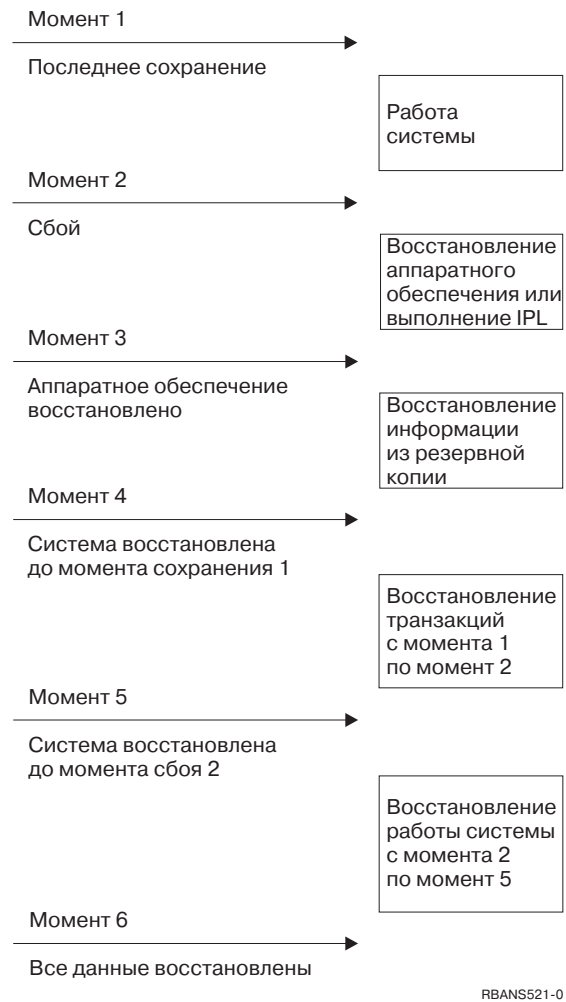 Момент 1
Последнее сохранение
Работа
системы
Момент 2
Сбой
Восстановление
аппаратного
обеспечения или
выполнение IPL
Момент 3
Аппаратное обеспечение
восстановлено
Восстановление
информации
из резервной
копии
Момент 4
Система восстановлена
до момента сохранения 1
Восстановление
транзакций
с момента 1
по момент 2
Момент 5
Система восстановлена
до момента сбоя 2
Восстановление
работы системы
с момента 2
по момент 5
Момент 6
Все данные восстановлены
RBANS521-0